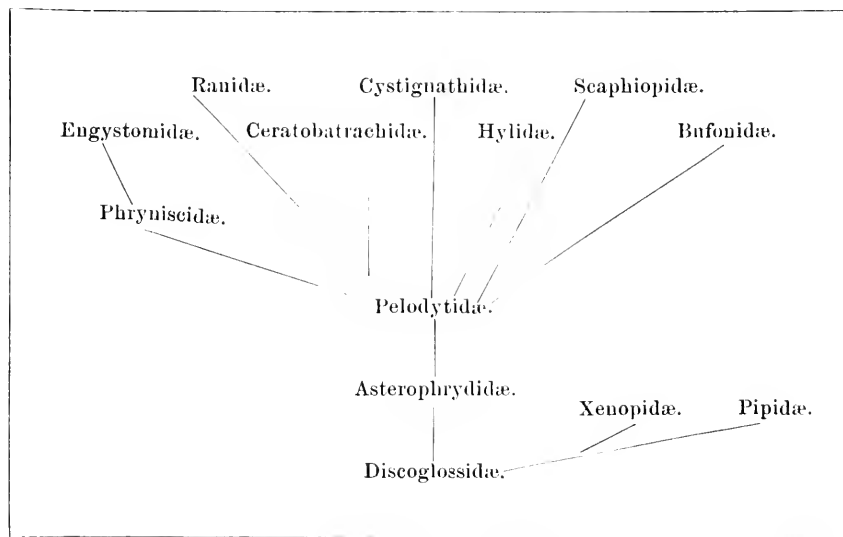 Ranidæ. Cystignathidæ. Scaphiopidæ.
Engystomidæ. Ceratobatrachidæ. Hylidæ. Bufonidæ.
Phryniscidæ.
Pelodytidæ.
Asterophrydidæ.
Xenopidæ. Pipidæ.
Discoglossidæ.